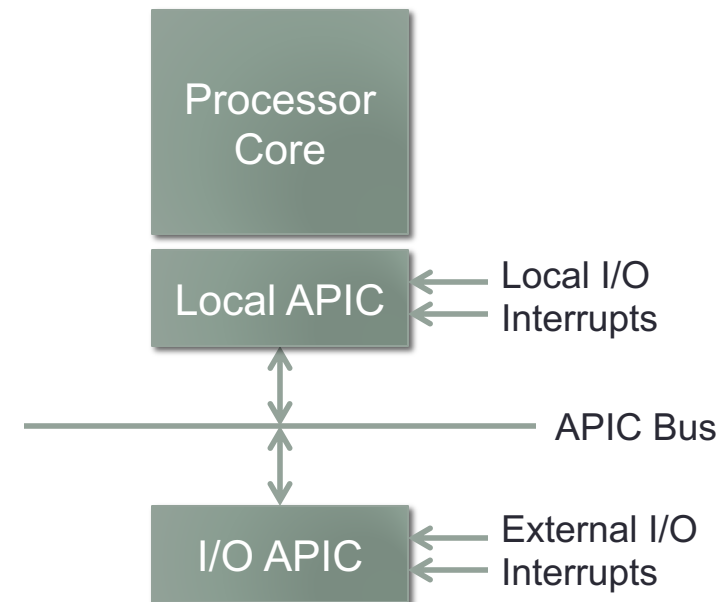 Processor
Core
Local APIC
Local I/O
Interrupts
APIC Bus
I/O APIC
External I/O
Interrupts